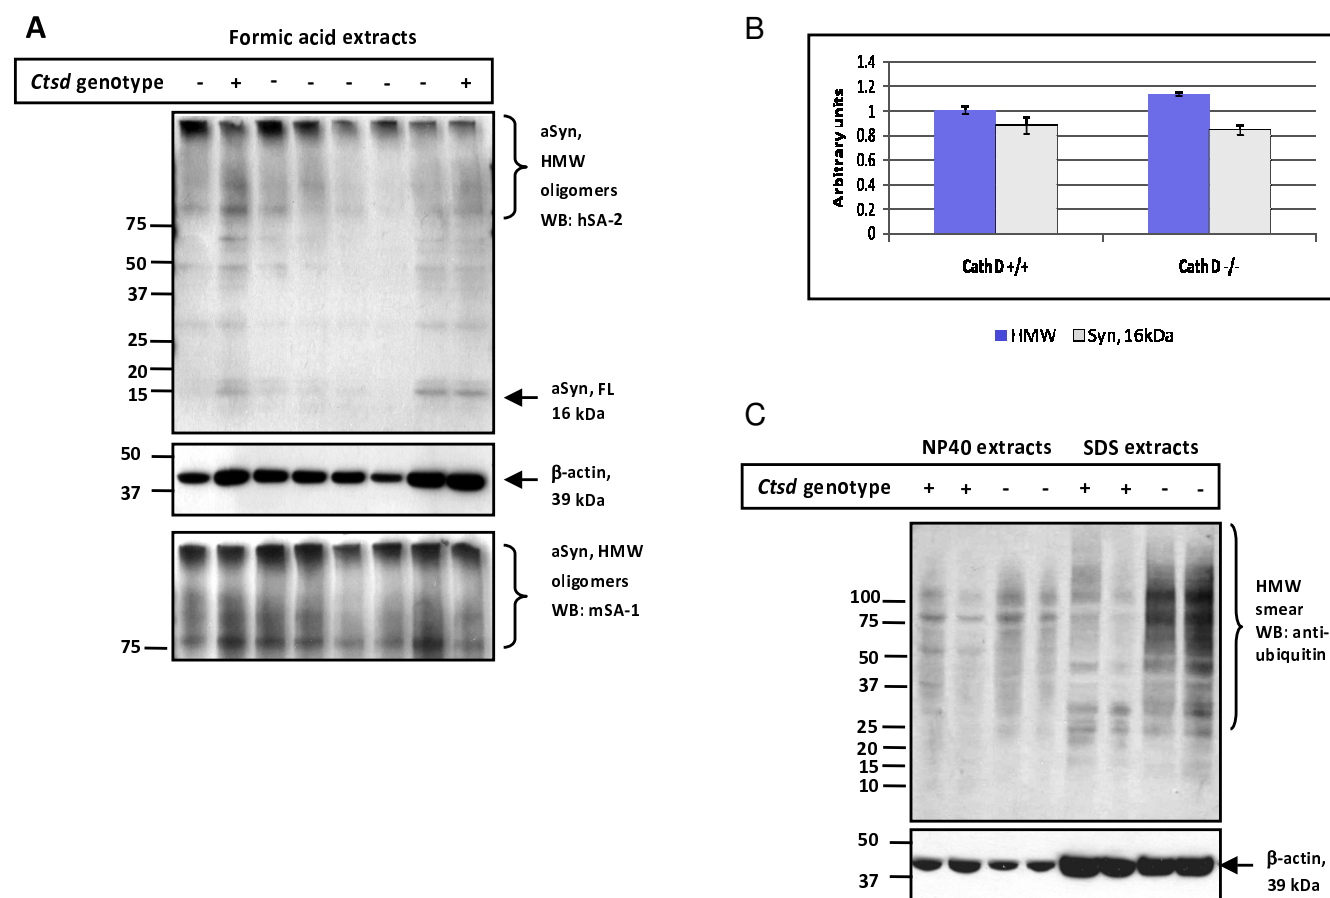 A
Formic acid extracts
Ctsd genotype - + - - - - - +
aSyn,
HMW
oligomers
WB: hSA-2
75
50
37
25
20
15
aSyn, FL
16 kDa
50
37
β-actin,
39 kDa
aSyn, HMW
oligomers
WB: mSA-1
75
B
1.4
1.2
1
0.8
0.6
0.4
0.2
0
Arbitrary units
Cath D +/+ Cath D -/-
HMW Syn, 16kDa
C
NP40 extracts SDS extracts
Ctsd genotype + + - - + + - -
100
75
50
37
25
20
15
10
HMW
smear
WB: anti-
ubiquitin
50
37
β-actin,
39 kDa